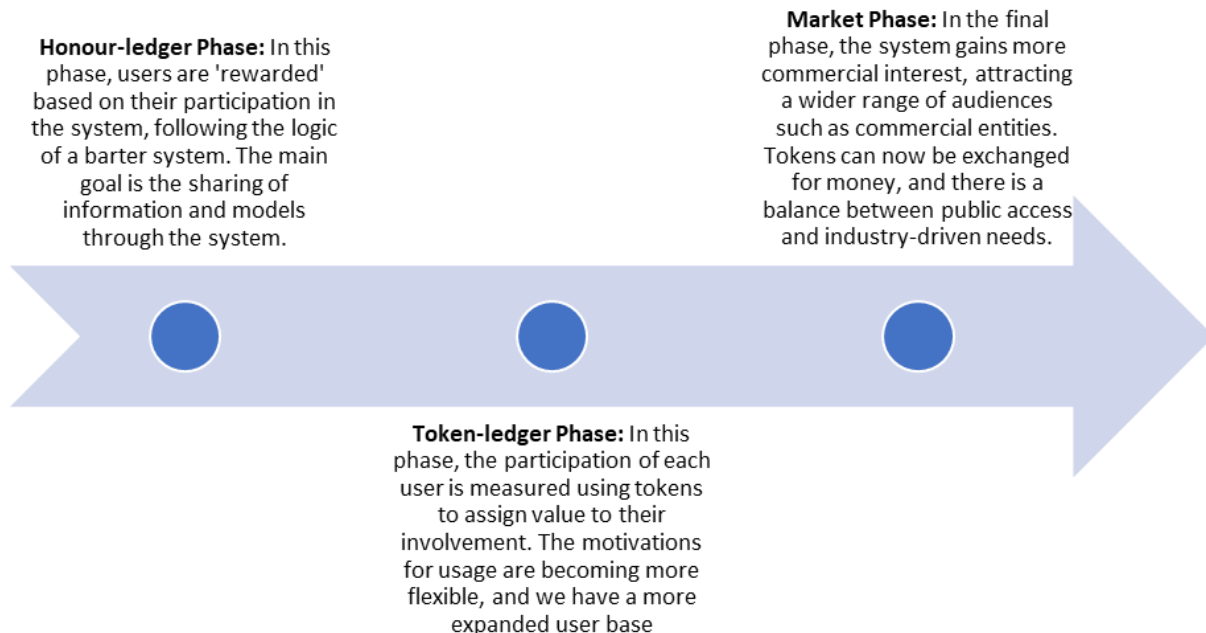 Honour-ledger Phase: In this
phase, users are 'rewarded'
based on their participation in
the system, following the logic
of a barter system. The main
goal is the sharing of
information and models
through the system.
Token-ledger Phase: In this
phase, the participation of each
user is measured using tokens
to assign value to their
involvement. The motivations
for usage are becoming more
flexible, and we have a more
expanded user base
Market Phase: In the final
phase, the system gains more
commercial interest, attracting
a wider range of audiences
such as commercial entities.
Tokens can now be exchanged
for money, and there is a
balance between public access
and industry-driven needs.